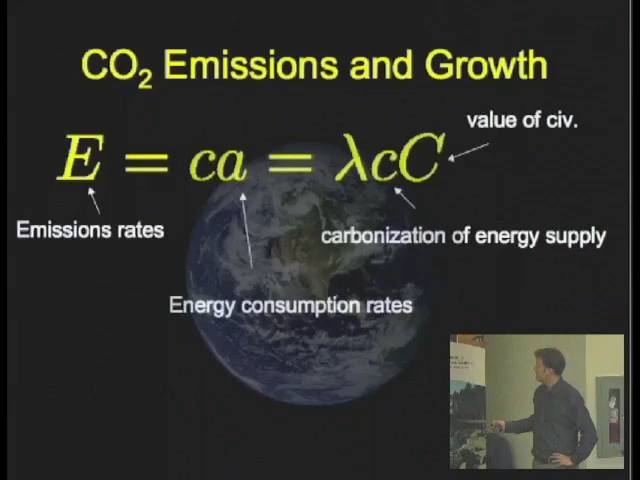 CO₂ Emissions and Growth
value of civ.
E = ca = λcC
Emissions rates
carbonization of energy supply
Energy consumption rates